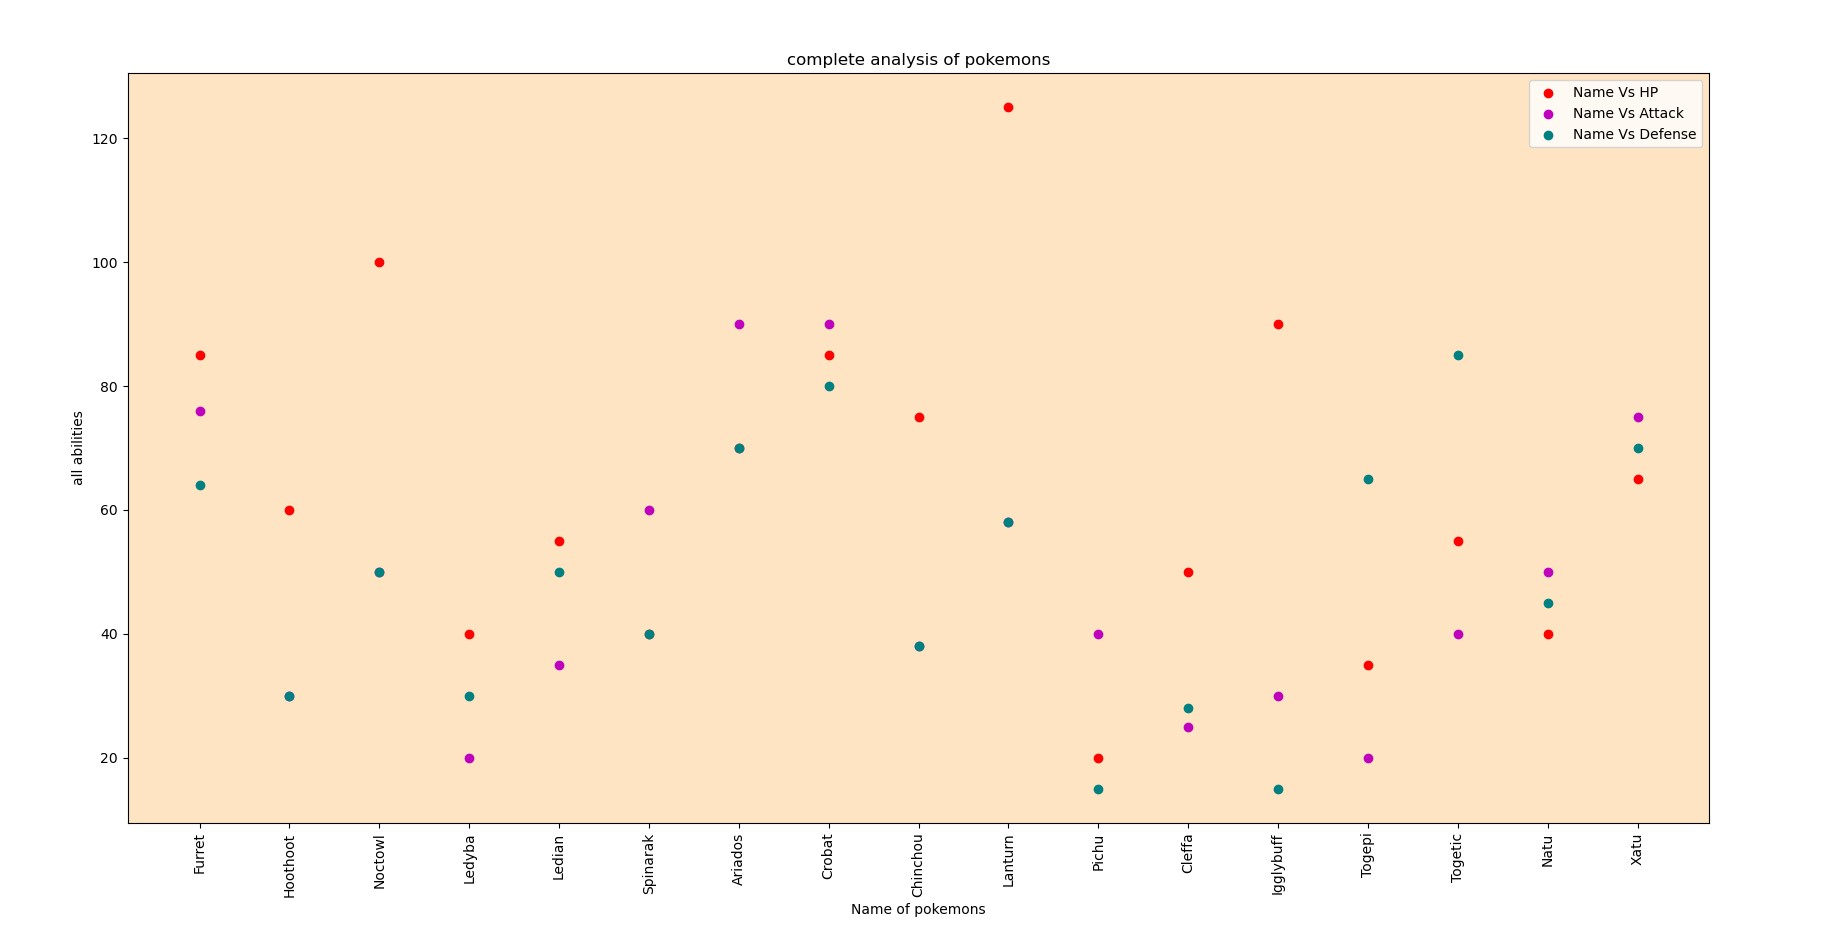 complete analysis of pokemons
Name Vs HP
Name Vs Attack
Name Vs Defense
all abilities
120
100
80
60
40
20
Furret
Hoothoot
Noctowl
Ledyba
Ledian
Spinarak
Ariados
Crobat
Chinchou
Lanturn
Pichu
Cleffa
Igglybuff
Togepi
Togetic
Natu
Xatu
Name of pokemons